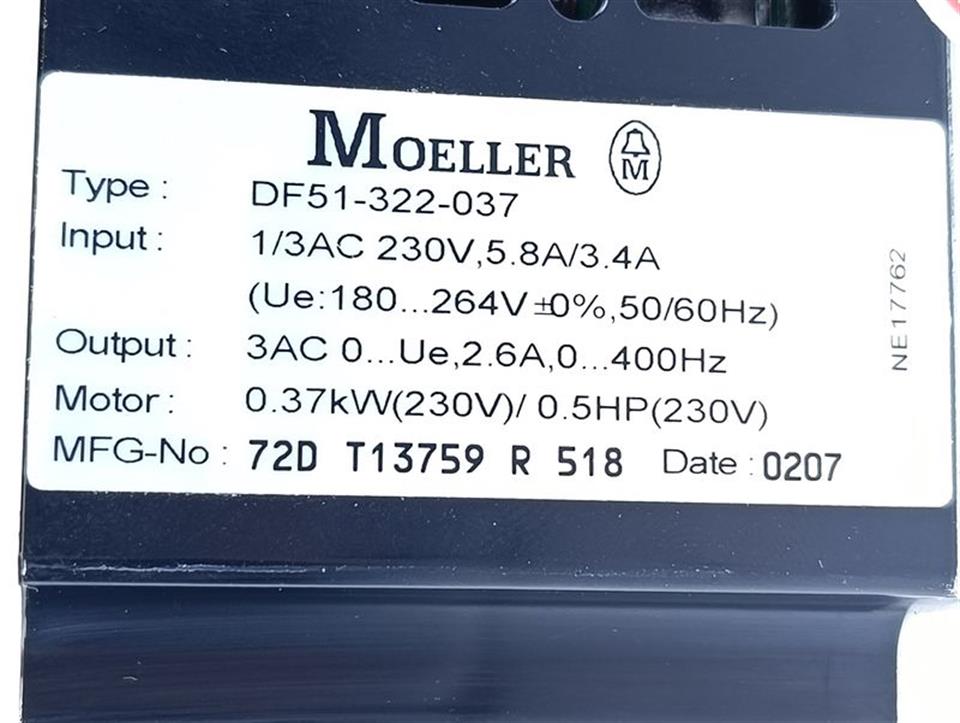 MOELLER M
Type : DF51-322-037
Input : 1/3AC 230V,5.8A/3.4A
(Ue:180...264V ±0%,50/60Hz)
Output : 3AC 0...Ue,2.6A,0...400Hz
Motor : 0.37kW(230V)/ 0.5HP(230V)
MFG-No : 72D T13759 R 518 Date : 0207
NE17762